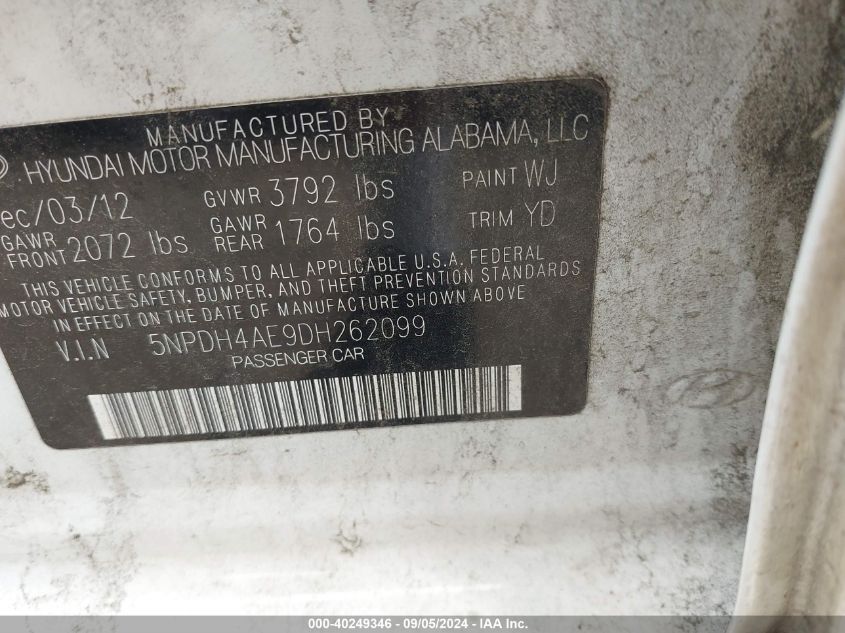 MANUFACTURED BY
HYUNDAI MOTOR MANUFACTURING ALABAMA, LLC
ec/03/12 GVWR 3792 lbs PAINT WJ
GAWR FRONT 2072 lbs GAWR REAR 1764 lbs TRIM YD
THIS VEHICLE CONFORMS TO ALL APPLICABLE U.S.A. FEDERAL
MOTOR VEHICLE SAFETY, BUMPER, AND THEFT PREVENTION STANDARDS
IN EFFECT ON THE DATE OF MANUFACTURE SHOWN ABOVE
V.I.N 5NPDH4AE9DH262099
PASSENGER CAR
000-40249346 - 09/05/2024 - IAA Inc.